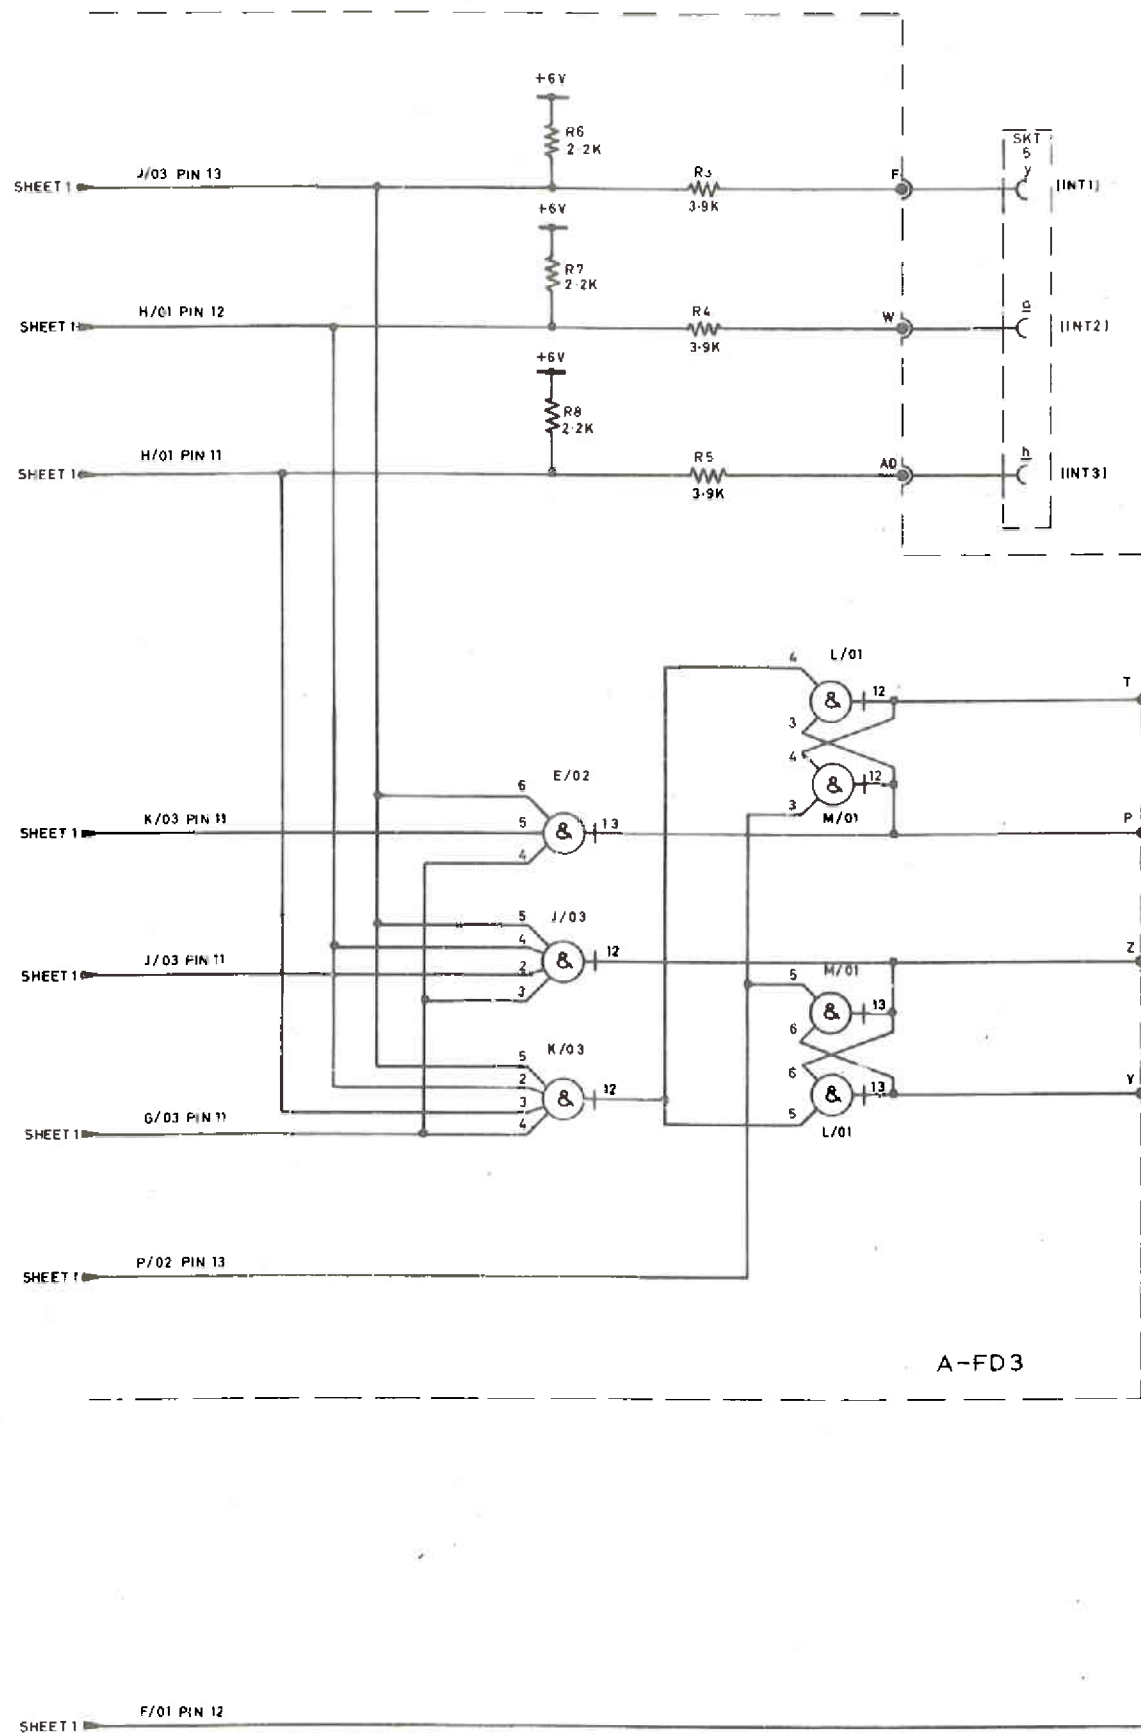 +6V
R6
2.2K
SKT
5
y
SHEET 1
J/03 PIN 13
R3
3.9K
F
[INT1]
+6V
R7
2.2K
SHEET 1
H/01 PIN 12
R4
3.9K
W
[INT2]
+6V
R8
2.2K
SHEET 1
H/01 PIN 11
R5
3.9K
AD
h
[INT3]
L/01
4
&
12
T
3
4
&
12
3
M/01
E/02
6
SHEET 1
K/03 PIN 11
5
&
13
P
4
J/03
5
4
&
12
Z
SHEET 1
J/03 PIN 11
2
3
M/01
5
&
13
6
K/03
5
2
&
12
3
4
6
&
13
Y
5
L/01
SHEET 1
G/03 PIN 11
SHEET 1
P/02 PIN 13
A-FD3
SHEET 1
F/01 PIN 12